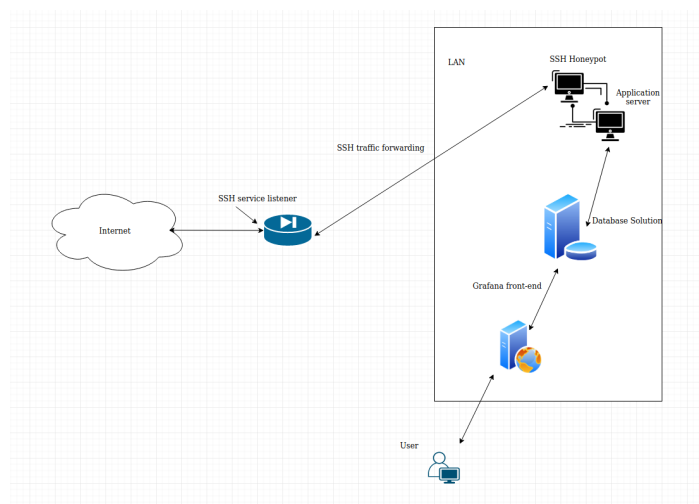 SSH Honeypot
LAN
Application
server
SSH traffic forwarding
SSH service listener
Database Solution
Internet
Grafana front-end
User